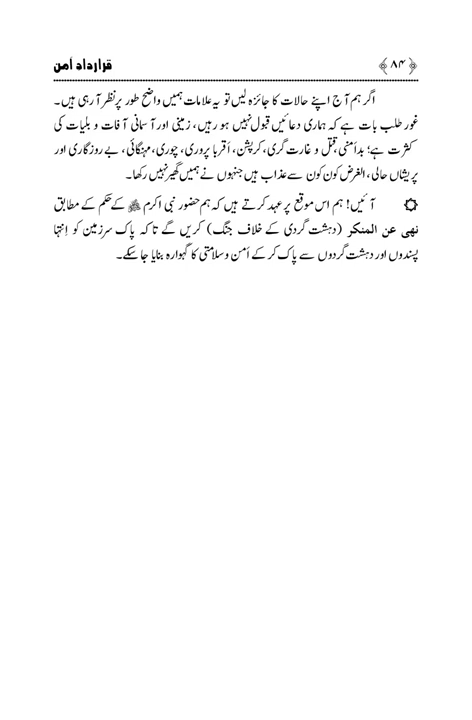 قرارداد اَمن ﴿۸۴﴾
اگر ہم آج اپنے حالات کا جائزہ لیں تو یہ علامات ہمیں واضح طور پر نظر آ رہی ہیں۔
غور طلب بات ہے کہ ہماری دعائیں قبول نہیں ہو رہیں، زمینی اور آسمانی آفات و بلیات کی
کثرت ہے؛ بدامنی، قتل و غارت گری، کرپشن، اَقربا پروری، چوری، مہنگائی، بے روزگاری اور
پریشاں حالی، الغرض کون کون سے عذاب ہیں جنہوں نے ہمیں گھیر نہیں رکھا۔
۞ آئیں! ہم اس موقع پر عہد کرتے ہیں کہ ہم حضور نبی اکرم ﷺ کے حکم کے مطابق
نهی عن المنکر (دہشت گردی کے خلاف جنگ) کریں گے تاکہ پاک سرزمین کو اِنتہا
پسندوں اور دہشت گردوں سے پاک کر کے اَمن و سلامتی کا گہوارہ بنایا جا سکے۔